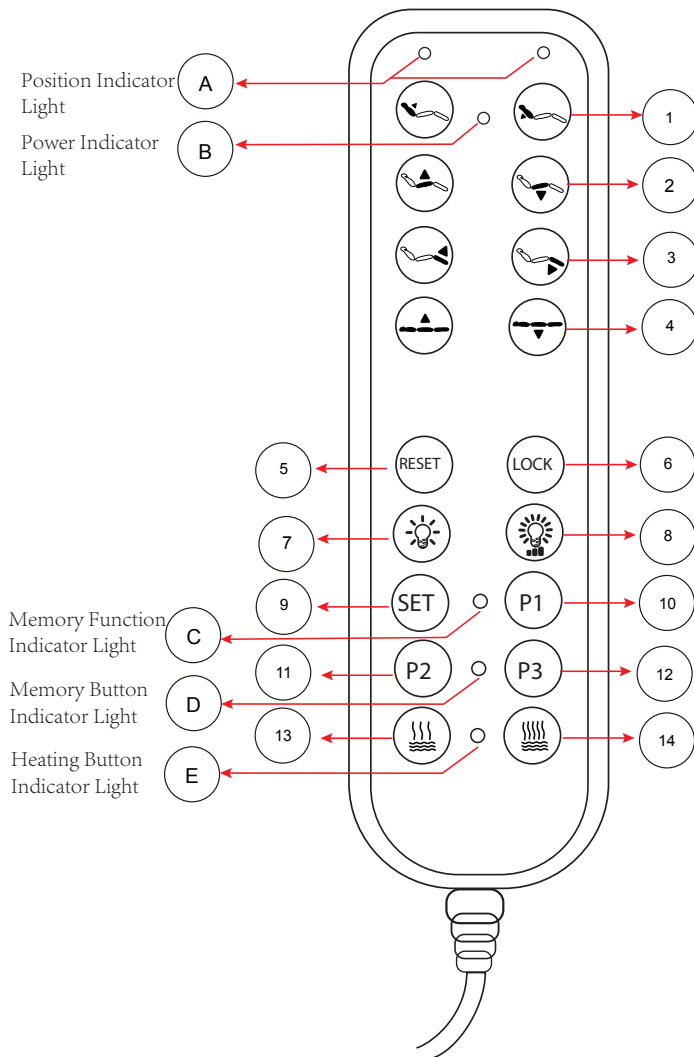 Position Indicator
Light
A
Power Indicator
Light
B
1
2
3
4
5
RESET
LOCK
6
7
8
9
SET
P1
10
Memory Function
Indicator Light
C
11
P2
P3
12
Memory Button
Indicator Light
D
13
14
Heating Button
Indicator Light
E